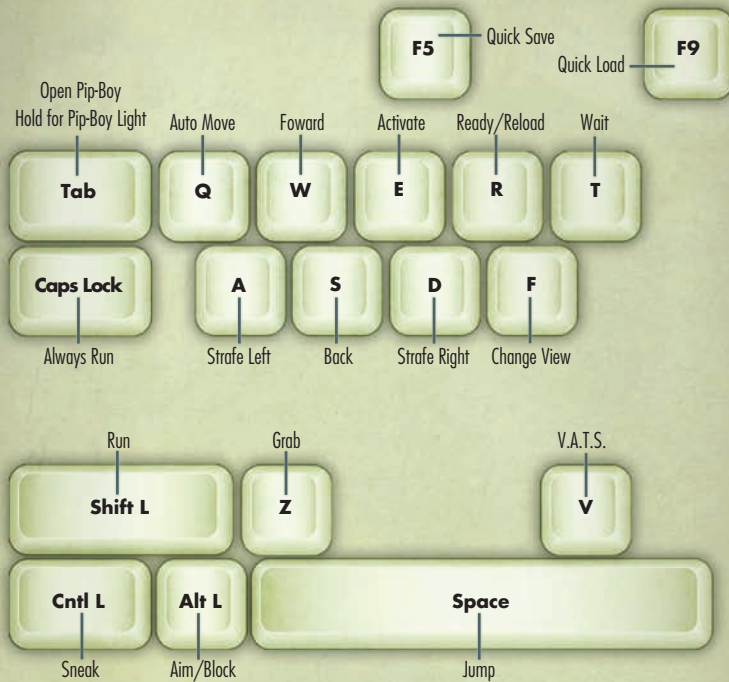 F5
Quick Save
Quick Load
F9
Open Pip-Boy
Hold for Pip-Boy Light
Auto Move
Foward
Activate
Ready/Reload
Wait
Tab
Q
W
E
R
T
Caps Lock
A
S
D
F
Always Run
Strafe Left
Back
Strafe Right
Change View
Run
Grab
V.A.T.S.
Shift L
Z
V
Cntl L
Alt L
Space
Sneak
Aim/Block
Jump